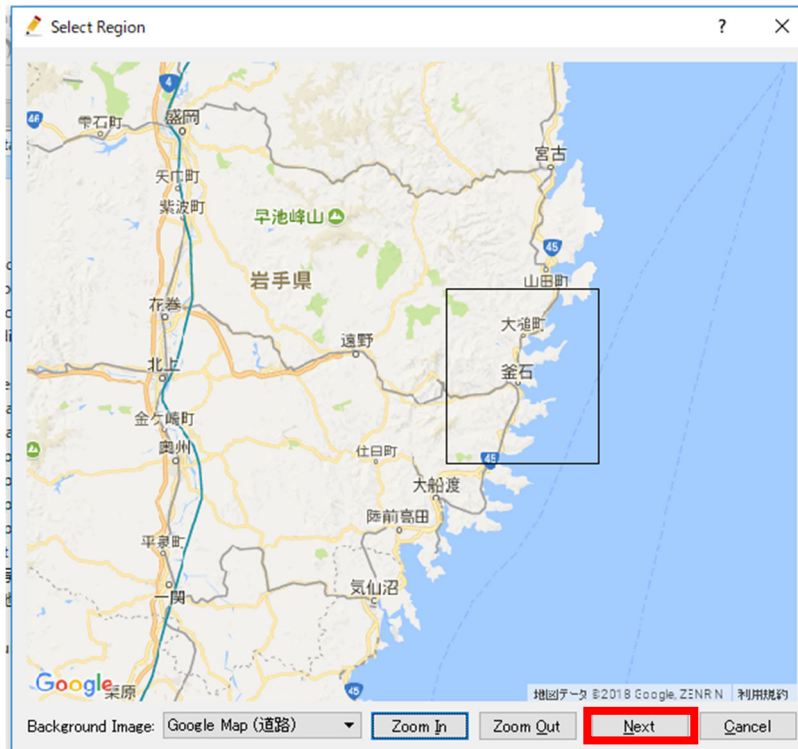 Select Region
?
4
46
雫石町
盛岡
宮古
矢巾町
紫波町
早池峰山
45
岩手県
山田町
花巻
大槌町
遠野
北上
釜石
金ケ崎町
奥州
住田町
45
大船渡
陸前高田
平泉町
気仙沼
一関
Google
栗原
45
地図データ ©2018 Google, ZENRIN
利用規約
Background Image: Google Map (道路) Zoom In Zoom Out Next Cancel